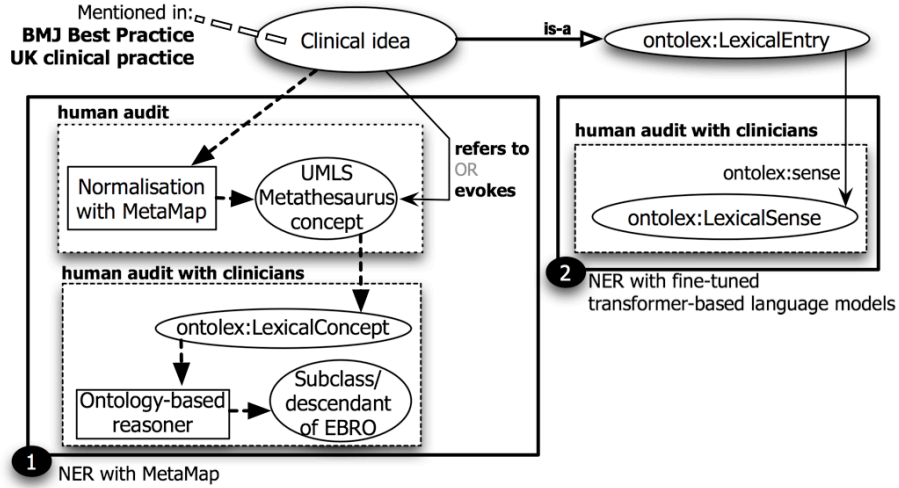 Mentioned in:
BMJ Best Practice
UK clinical practice
Clinical idea
is-a
ontolex:LexicalEntry
human audit
Normalisation
with MetaMap
UMLS
Metathesaurus
concept
refers to
OR
evokes
human audit with clinicians
ontolex:LexicalConcept
Ontology-based
reasoner
Subclass/
descendant
of EBRO
1
NER with MetaMap
human audit with clinicians
ontolex:sense
ontolex:LexicalSense
2
NER with fine-tuned
transformer-based language models